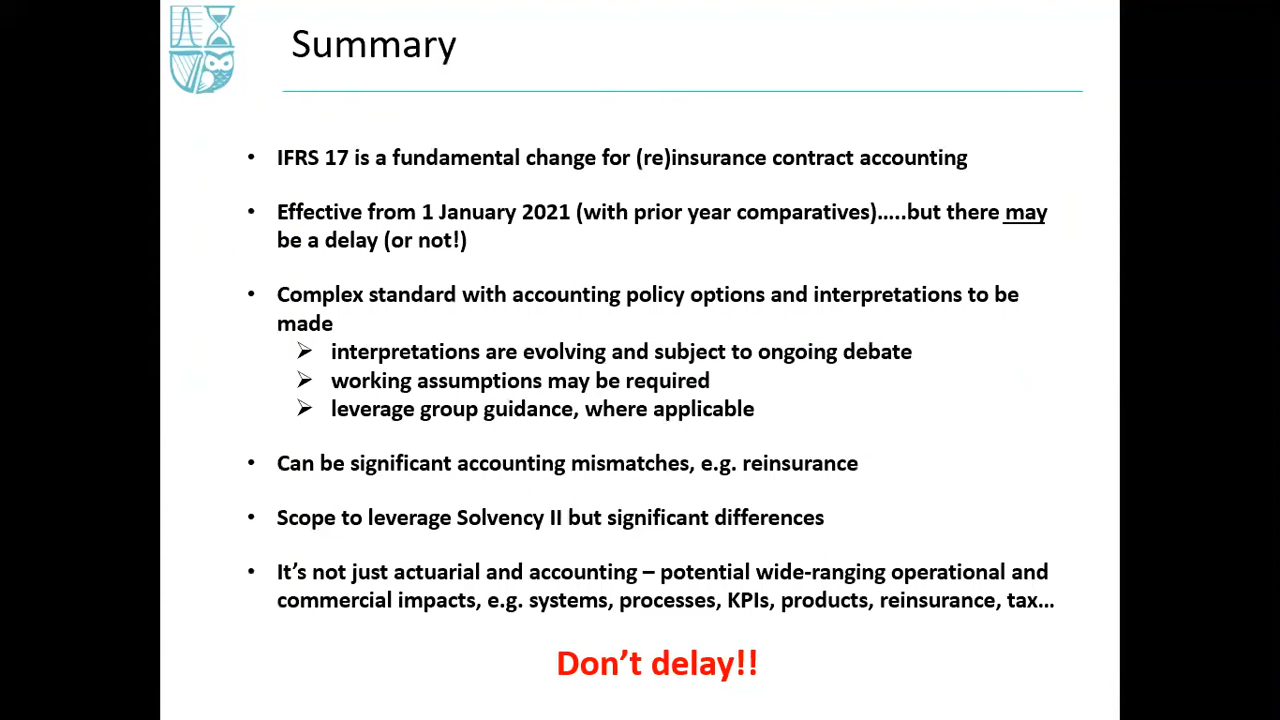 Summary
• IFRS 17 is a fundamental change for (re)insurance contract accounting
• Effective from 1 January 2021 (with prior year comparatives)…..but there may
be a delay (or not!)
• Complex standard with accounting policy options and interpretations to be
made
➢ interpretations are evolving and subject to ongoing debate
➢ working assumptions may be required
➢ leverage group guidance, where applicable
• Can be significant accounting mismatches, e.g. reinsurance
• Scope to leverage Solvency II but significant differences
• It’s not just actuarial and accounting – potential wide-ranging operational and
commercial impacts, e.g. systems, processes, KPIs, products, reinsurance, tax…
Don’t delay!!